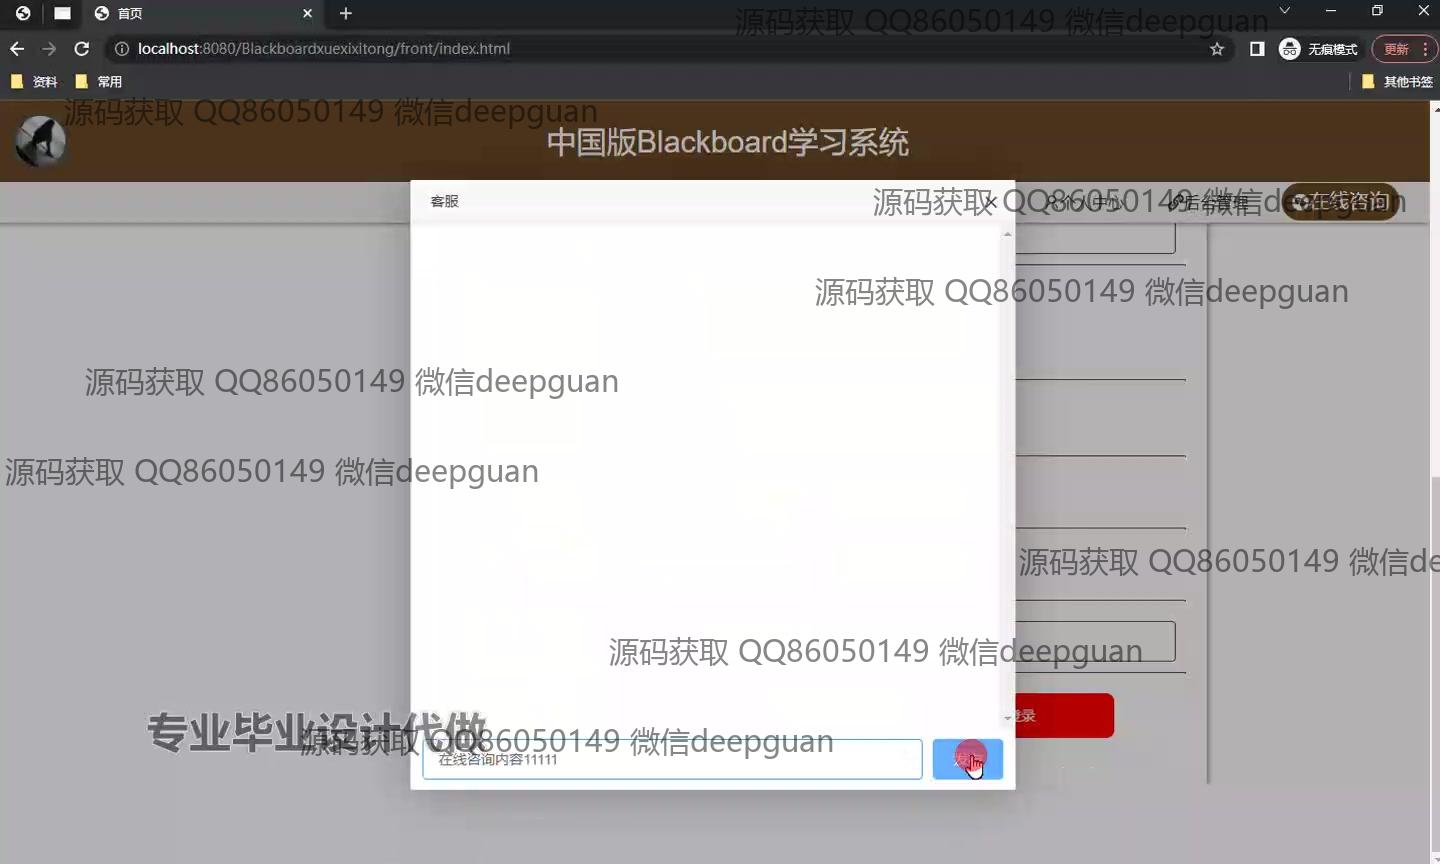 首页
源码获取 QQ86050149 微信deepguan
localhost:8080/Blackboardxuexixitong/front/index.html
无痕模式
更新
资料
常用
其他书签
源码获取 QQ86050149 微信deepguan
中国版Blackboard学习系统
客服
源码获取 QQ86050149 微信deepguan
个人中心
后台管理
在线咨询
源码获取 QQ86050149 微信deepguan
源码获取 QQ86050149 微信deepguan
源码获取 QQ86050149 微信deepguan
源码获取 QQ86050149 微信de
源码获取 QQ86050149 微信deepguan
登录
专业毕业设计代做
源码获取 QQ86050149 微信deepguan
在线咨询内容11111